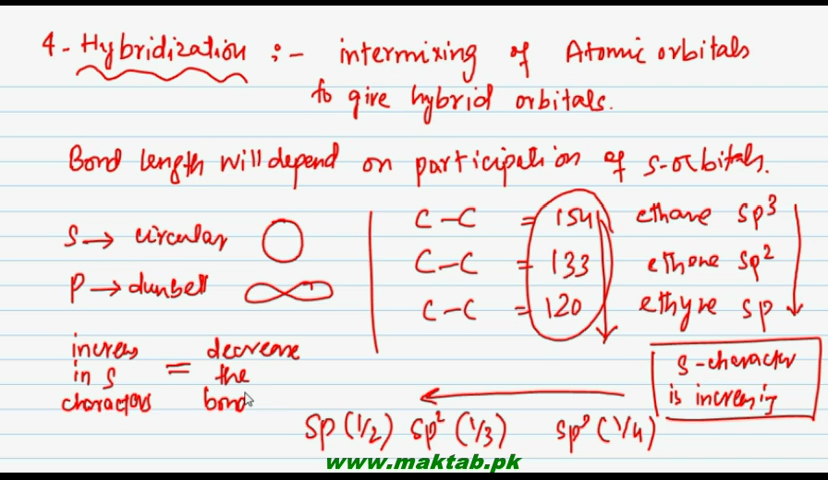 4 - Hybridization :- intermixing of Atomic orbitals
to give hybrid orbitals.
Bond length will depend on participation of s-orbitals.
S → circular
P → dunbell
C - C = 154 ethane sp³
C - C = 133 ethene sp²
C - C = 120 ethyne sp
increas
in S
characters
=
decrease
the
bond
S-character
is increasing
Sp (1/2) Sp² (1/3) Sp³ (1/4)
www.maktab.pk